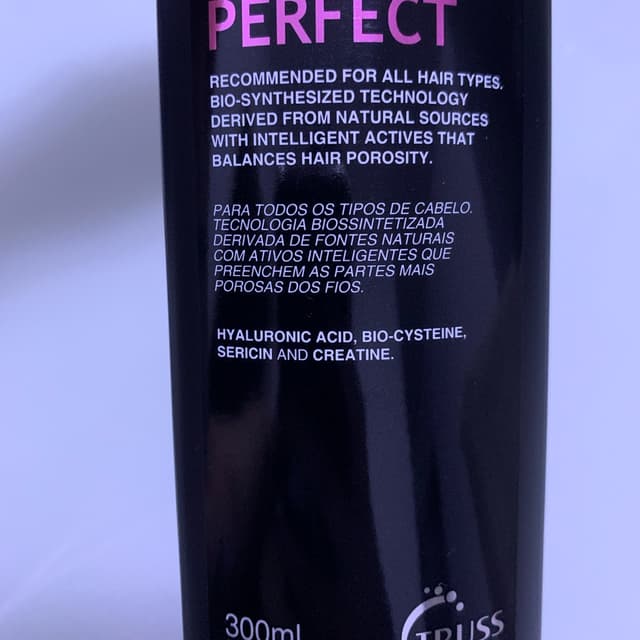 PERFECT
RECOMMENDED FOR ALL HAIR TYPES.
BIO-SYNTHESIZED TECHNOLOGY
DERIVED FROM NATURAL SOURCES
WITH INTELLIGENT ACTIVES THAT
BALANCES HAIR POROSITY.
PARA TODOS OS TIPOS DE CABELO.
TECNOLOGIA BIOSSINTETIZADA
DERIVADA DE FONTES NATURAIS
COM ATIVOS INTELIGENTES QUE
PREENCHEM AS PARTES MAIS
POROSAS DOS FIOS.
HYALURONIC ACID, BIO-CYSTEINE,
SERICIN AND CREATINE.
300ml
TRUSS